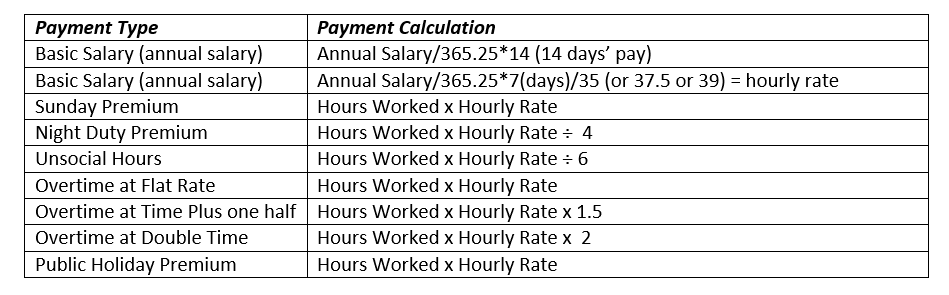 Payment Type Payment Calculation
Basic Salary (annual salary) Annual Salary/365.25*14 (14 days’ pay)
Basic Salary (annual salary) Annual Salary/365.25*7(days)/35 (or 37.5 or 39) = hourly rate
Sunday Premium Hours Worked x Hourly Rate
Night Duty Premium Hours Worked x Hourly Rate ÷ 4
Unsocial Hours Hours Worked x Hourly Rate ÷ 6
Overtime at Flat Rate Hours Worked x Hourly Rate
Overtime at Time Plus one half Hours Worked x Hourly Rate x 1.5
Overtime at Double Time Hours Worked x Hourly Rate x 2
Public Holiday Premium Hours Worked x Hourly Rate